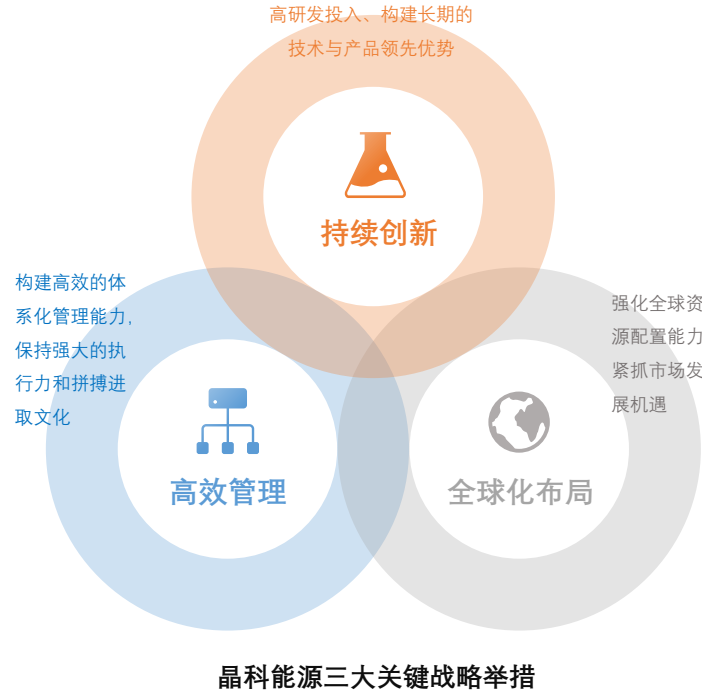 高研发投入、构建长期的
技术与产品领先优势
持续创新
构建高效的体
系化管理能力,
保持强大的执
行力和拼搏进
取文化
高效管理
强化全球资
源配置能力
紧抓市场发
展机遇
全球化布局
晶科能源三大关键战略举措